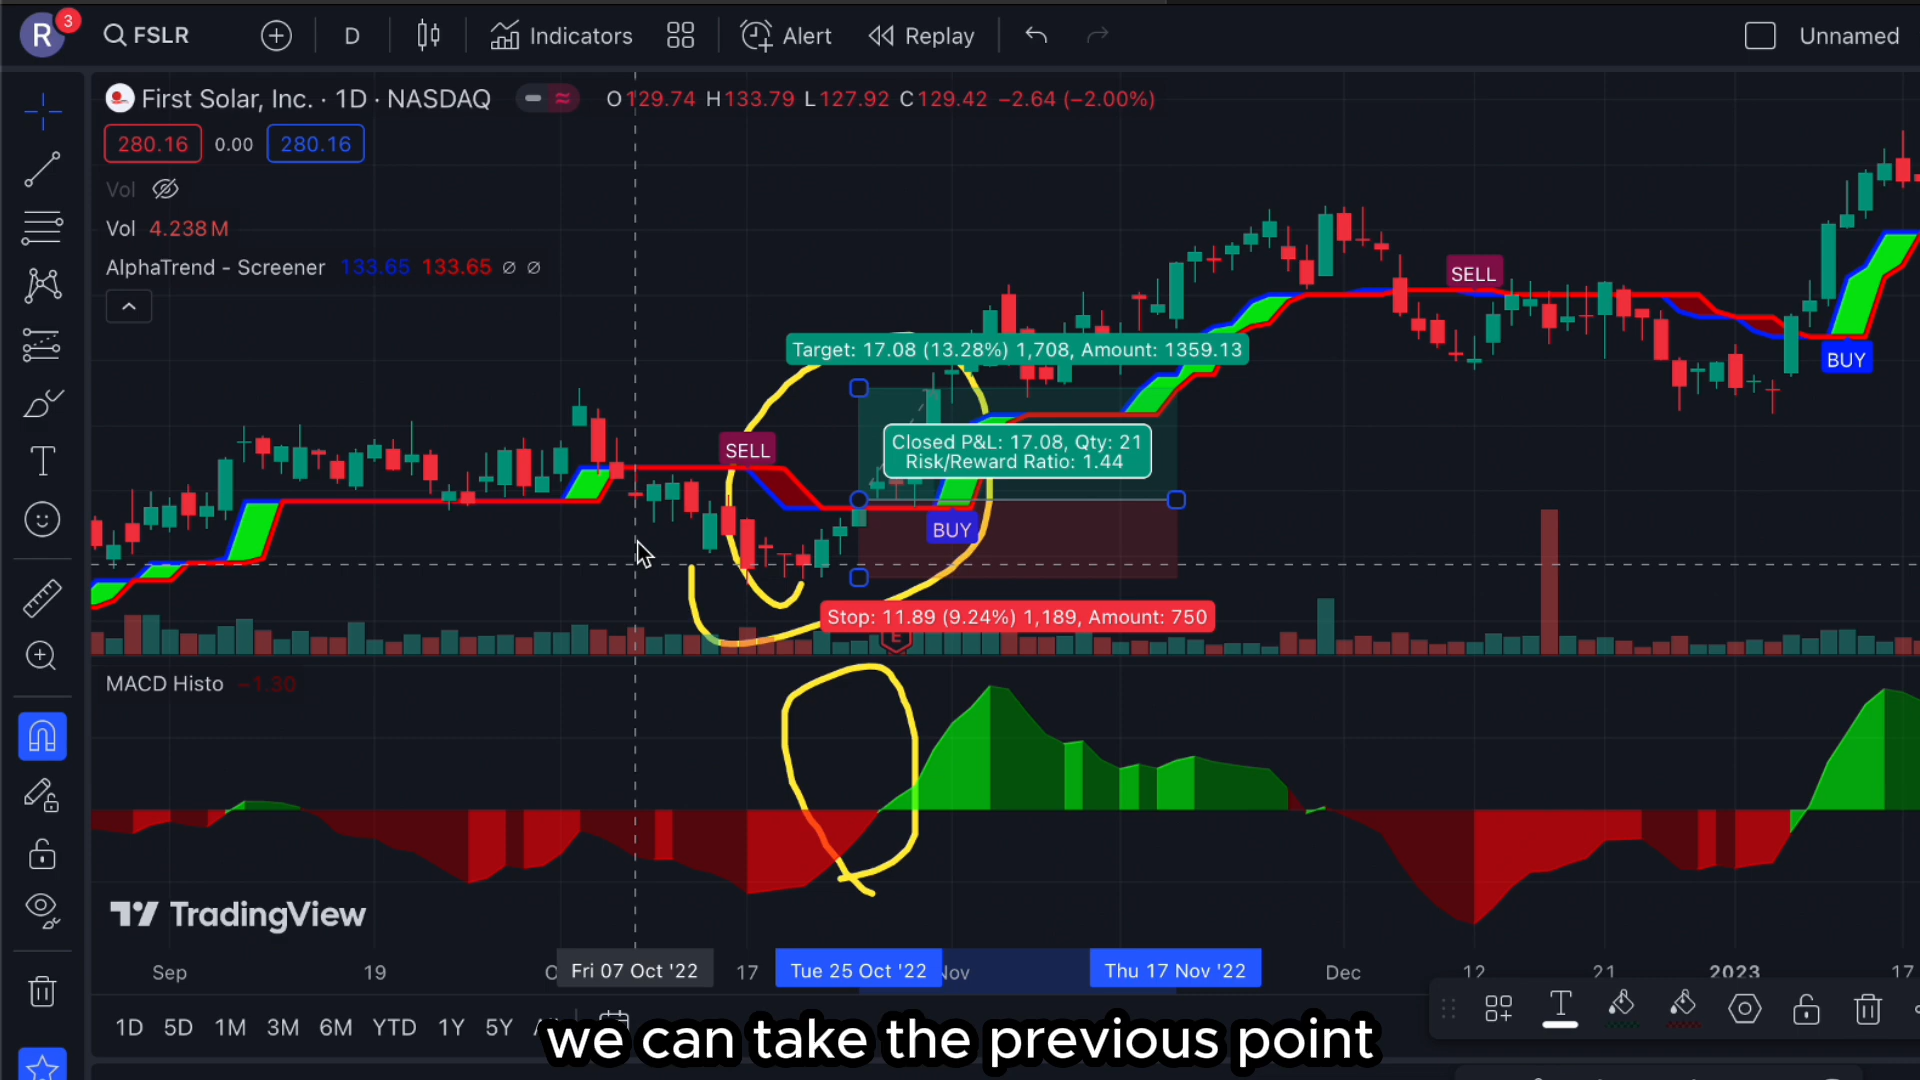 R 3 FSLR D Indicators Alert Replay Unnamed
First Solar, Inc. · 1D · NASDAQ O129.74 H133.79 L127.92 C129.42 −2.64 (−2.00%)
280.16 0.00 280.16
Vol
Vol 4.238M
AlphaTrend - Screener 133.65 133.65 ∅ ∅
SELL
Target: 17.08 (13.28%) 1,708, Amount: 1359.13
BUY
SELL
Closed P&L: 17.08, Qty: 21
Risk/Reward Ratio: 1.44
BUY
Stop: 11.89 (9.24%) 1,189, Amount: 750
E
MACD Histo −1.30
TradingView
Sep 19 Fri 07 Oct '22 17 Tue 25 Oct '22 Nov Thu 17 Nov '22 Dec 12 21 2023 17
1D 5D 1M 3M 6M YTD 1Y 5Y
we can take the previous point